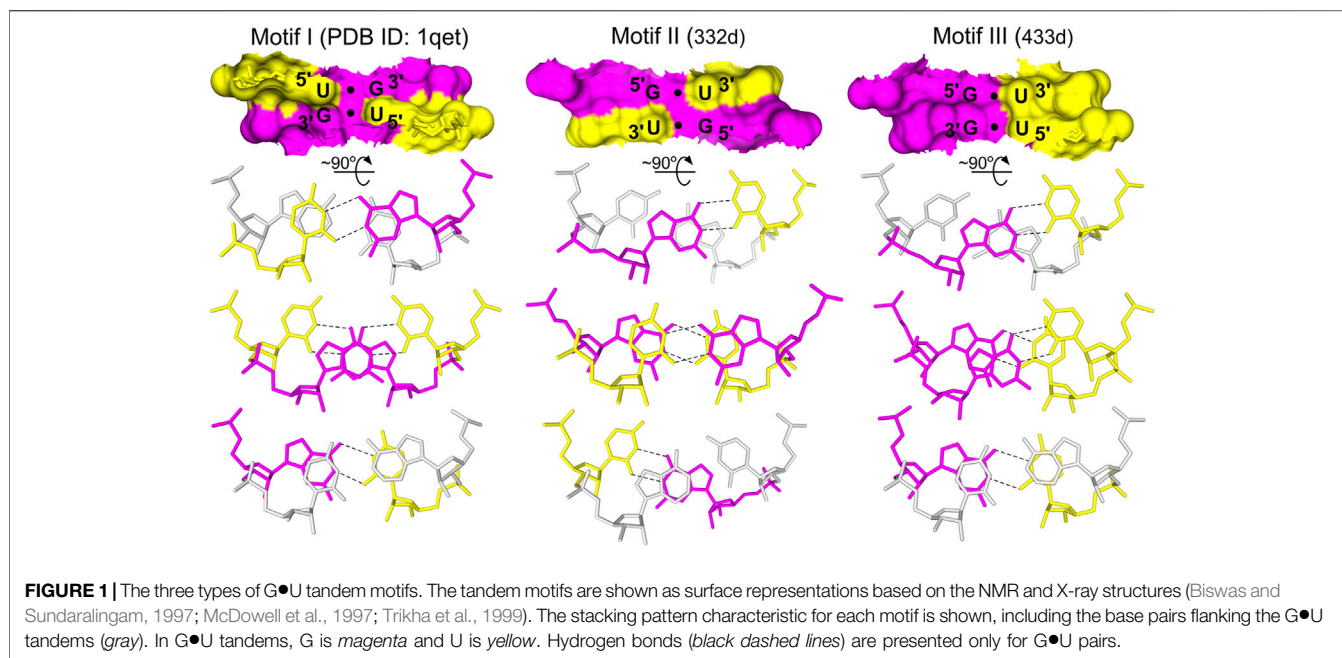 Motif I (PDB ID: 1qet) Motif II (332d) Motif III (433d)
5' U • G 3' 5' G • U 3' 5' G • U 3'
3' G • U 5' 3' U • G 5' 3' G • U 5'
~90° ~90° ~90°
FIGURE 1 | The three types of G●U tandem motifs. The tandem motifs are shown as surface representations based on the NMR and X-ray structures (Biswas and
Sundaralingam, 1997; McDowell et al., 1997; Trikha et al., 1999). The stacking pattern characteristic for each motif is shown, including the base pairs flanking the G●U
tandems (gray). In G●U tandems, G is magenta and U is yellow. Hydrogen bonds (black dashed lines) are presented only for G●U pairs.